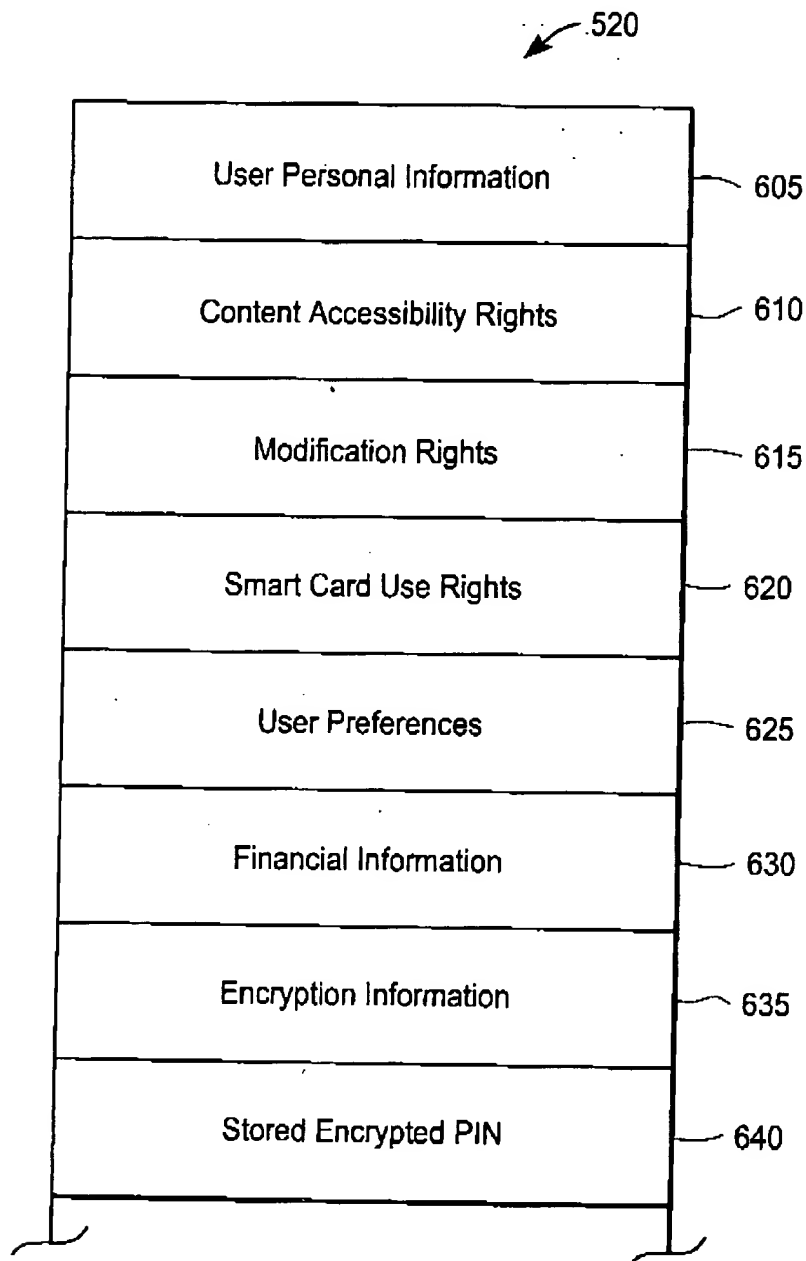 520
User Personal Information 605
Content Accessibility Rights 610
Modification Rights 615
Smart Card Use Rights 620
User Preferences 625
Financial Information 630
Encryption Information 635
Stored Encrypted PIN 640